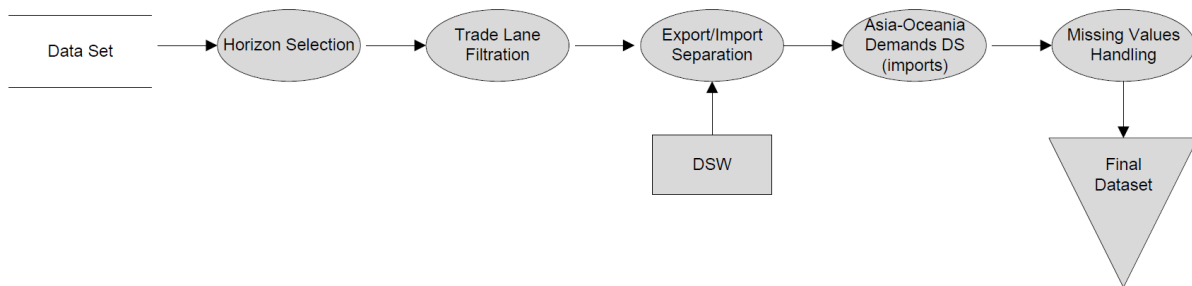 Data Set
Horizon Selection
Trade Lane
Filtration
Export/Import
Separation
Asia-Oceania
Demands DS
(imports)
Missing Values
Handling
DSW
Final
Dataset